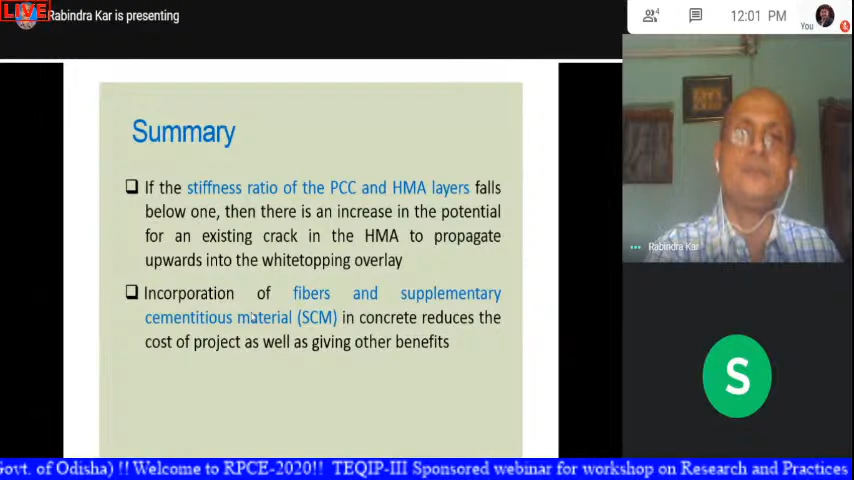 LIVE
Rabindra Kar is presenting
4
12:01 PM
You
Summary
If the stiffness ratio of the PCC and HMA layers falls
below one, then there is an increase in the potential
for an existing crack in the HMA to propagate
upwards into the whitetopping overlay
Incorporation of fibers and supplementary
cementitious material (SCM) in concrete reduces the
cost of project as well as giving other benefits
Rabindra Kar
S
Govt. of Odisha) !! Welcome to RPCE-2020!! TEQIP-III Sponsored webinar for workshop on Research and Practices